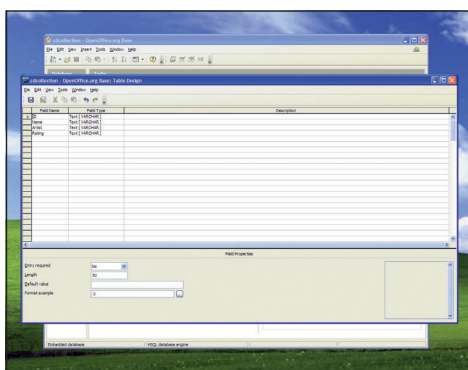 cdcollection - OpenOffice.org Base
File Edit View Insert Tools Window Help
Database Tasks
cdcollection - OpenOffice.org Base: Table Design
File Edit View Tools Window Help
Field Name Field Type Description
ID Text [ VARCHAR ]
Name Text [ VARCHAR ]
Artist Text [ VARCHAR ]
Rating Text [ VARCHAR ]
Field Properties
Entry required No
Length 50
Default value
Format example @
Embedded database HSQL database engine